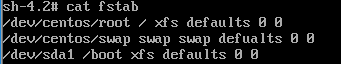 sh-4.2# cat fstab
/dev/centos/root / xfs defaults 0 0
/dev/centos/swap swap swap defualts 0 0
/dev/sda1 /boot xfs defaults 0 0